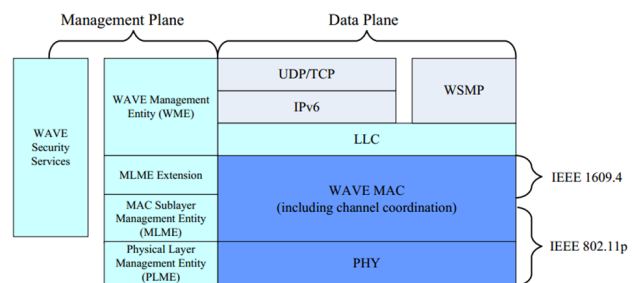 Management Plane
Data Plane
WAVE
Security
Services
WAVE Management
Entity (WME)
MLME Extension
MAC Sublayer
Management Entity
(MLME)
Physical Layer
Management Entity
(PLME)
UDP/TCP
IPv6
WSMP
LLC
WAVE MAC
(including channel coordination)
PHY
IEEE 1609.4
IEEE 802.11p